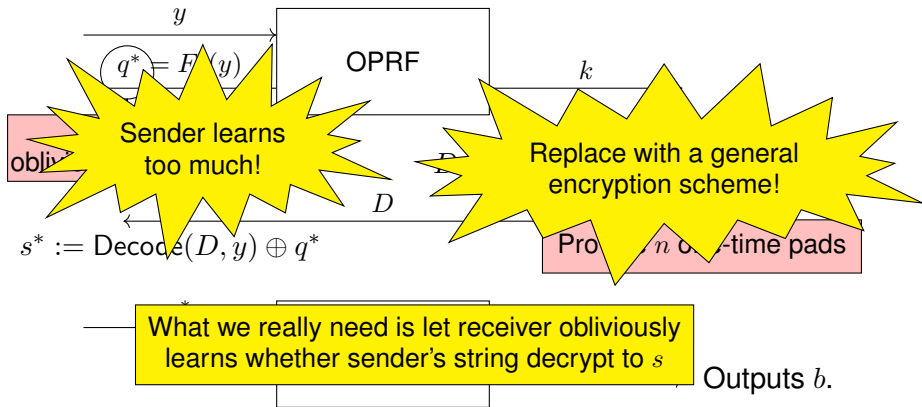 y
OPRF
q* = F (y)
k
Sender learns
too much!
Replace with a general
encryption scheme!
D
s* := Decode(D, y) ⊕ q*
n
-time pads
What we really need is let receiver obliviously
learns whether sender's string decrypt to s
Outputs b.